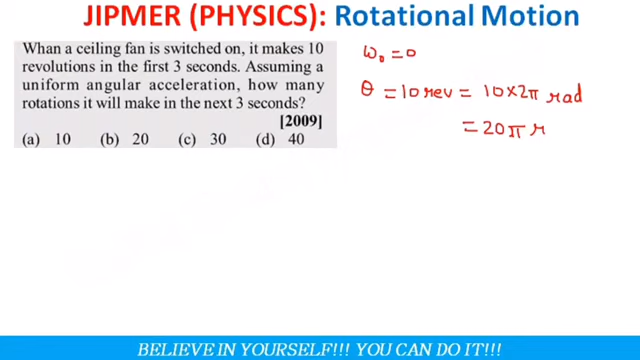 JIPMER (PHYSICS): Rotational Motion
Whan a ceiling fan is switched on, it makes 10
revolutions in the first 3 seconds. Assuming a
uniform angular acceleration, how many
rotations it will make in the next 3 seconds?
[2009]
(a) 10 (b) 20 (c) 30 (d) 40
ω₀ = 0
θ = 10 rev = 10 × 2π rad
= 20π r
BELIEVE IN YOURSELF!!! YOU CAN DO IT!!!